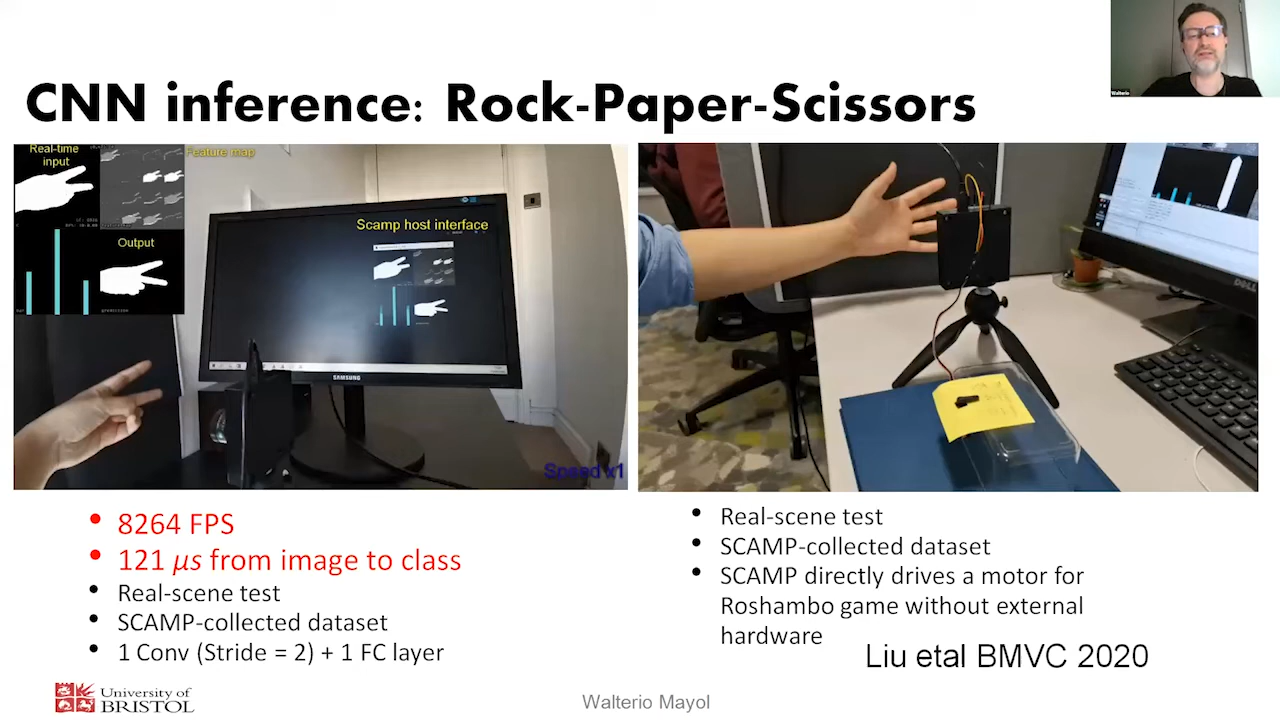 Walterio
CNN inference: Rock-Paper-Scissors
Real-time
input
Feature map
Output
Scamp host interface
SAMSUNG
Speed x1
DELL
• 8264 FPS
• 121 µs from image to class
• Real-scene test
• SCAMP-collected dataset
• 1 Conv (Stride = 2) + 1 FC layer
• Real-scene test
• SCAMP-collected dataset
• SCAMP directly drives a motor for
Roshambo game without external
hardware
Liu etal BMVC 2020
University of
BRISTOL
Walterio Mayol